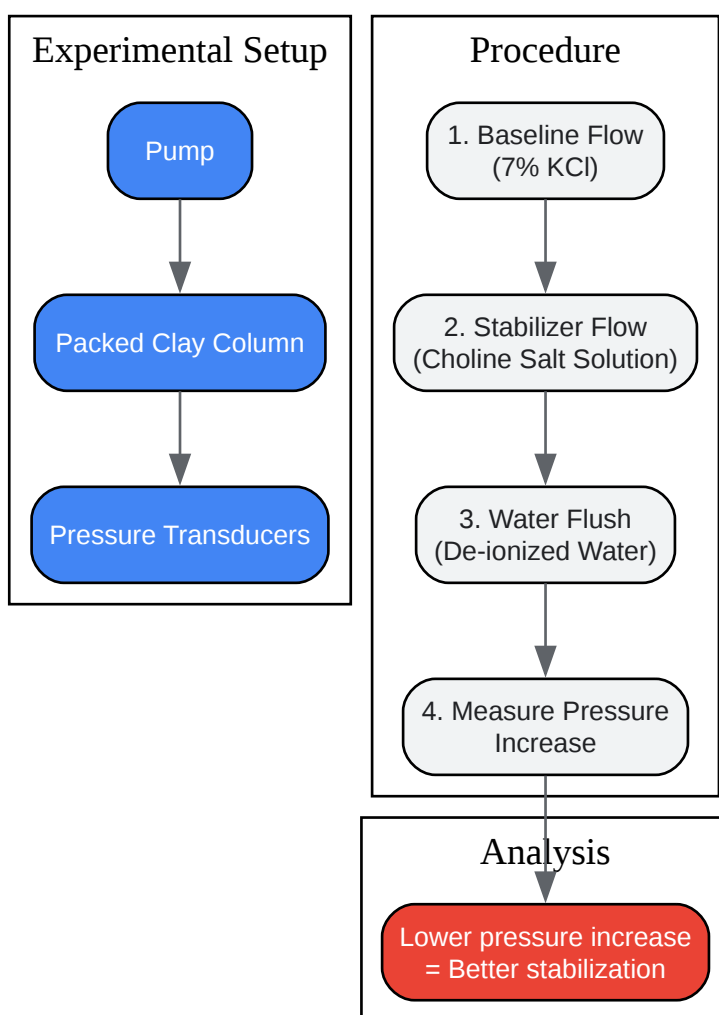 Experimental Setup
Pump
Packed Clay Column
Pressure Transducers
Procedure
1. Baseline Flow
(7% KCl)
2. Stabilizer Flow
(Choline Salt Solution)
3. Water Flush
(De-ionized Water)
4. Measure Pressure
Increase
Analysis
Lower pressure increase
= Better stabilization